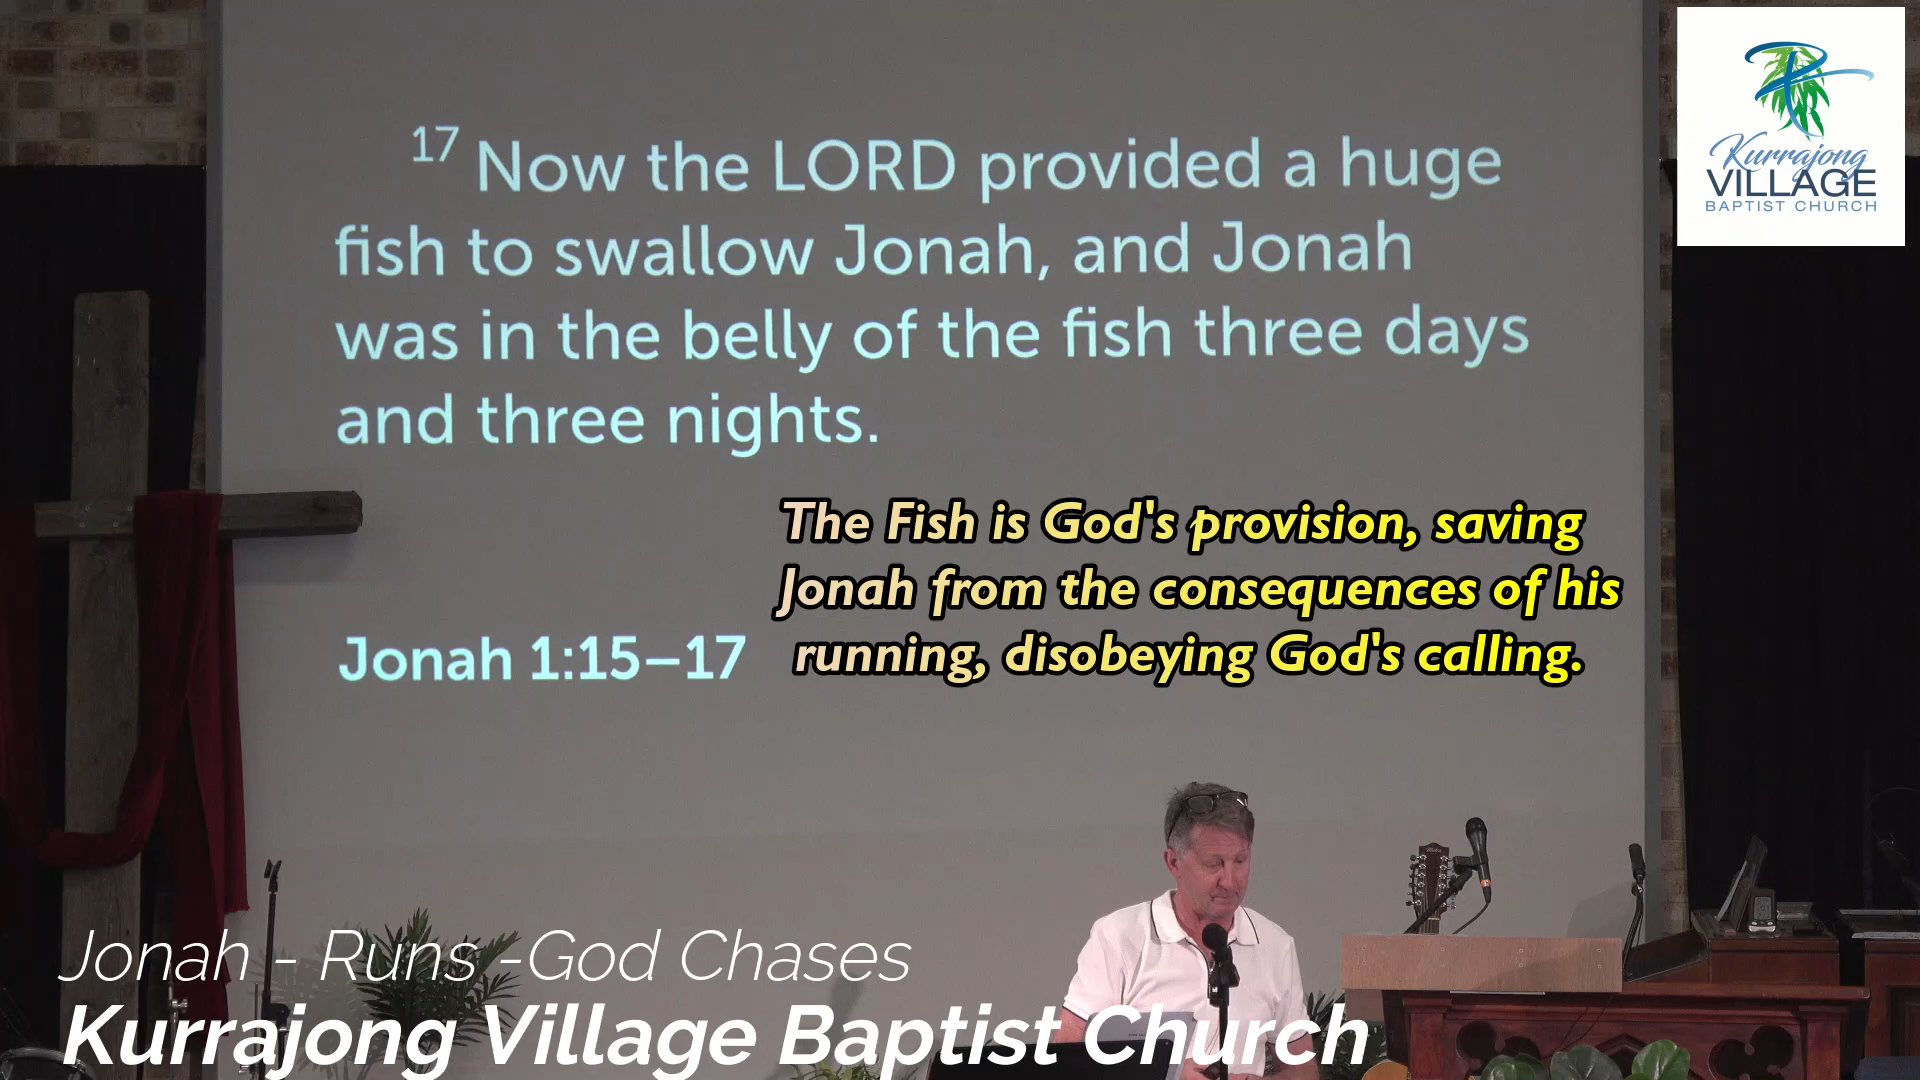 17 Now the LORD provided a huge
fish to swallow Jonah, and Jonah
was in the belly of the fish three days
and three nights.
Jonah 1:15–17
The Fish is God's provision, saving
Jonah from the consequences of his
running, disobeying God's calling.
Kurrajong
VILLAGE
BAPTIST CHURCH
Jonah - Runs -God Chases
Kurrajong Village Baptist Church